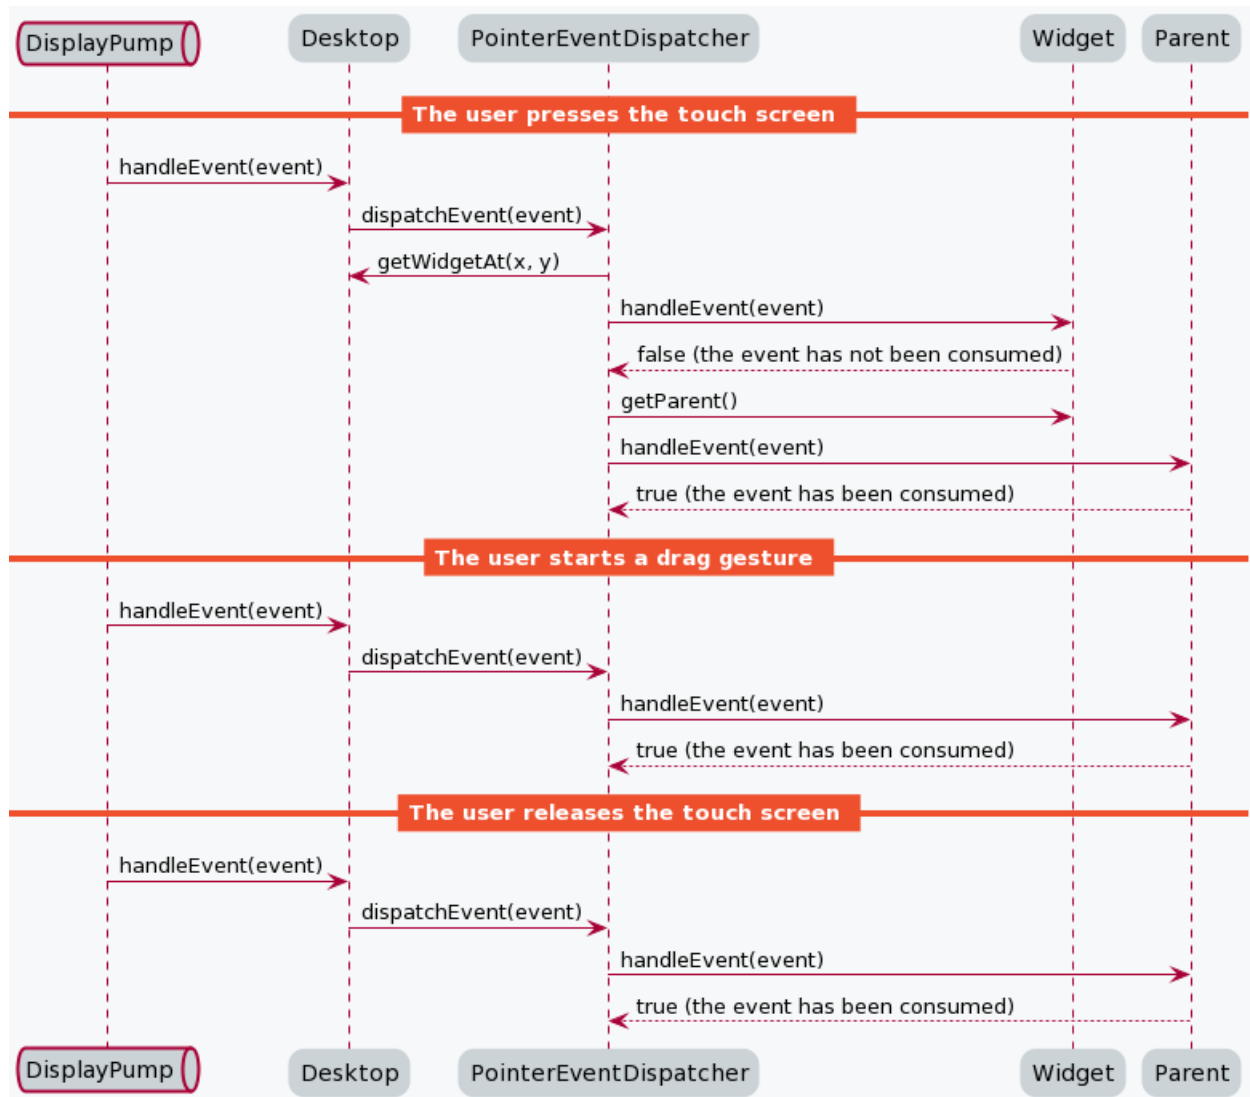 DisplayPump Desktop PointerEventDispatcher Widget Parent
The user presses the touch screen
handleEvent(event)
dispatchEvent(event)
getWidgetAt(x, y)
handleEvent(event)
false (the event has not been consumed)
getParent()
handleEvent(event)
true (the event has been consumed)
The user starts a drag gesture
handleEvent(event)
dispatchEvent(event)
handleEvent(event)
true (the event has been consumed)
The user releases the touch screen
handleEvent(event)
dispatchEvent(event)
handleEvent(event)
true (the event has been consumed)
DisplayPump Desktop PointerEventDispatcher Widget Parent